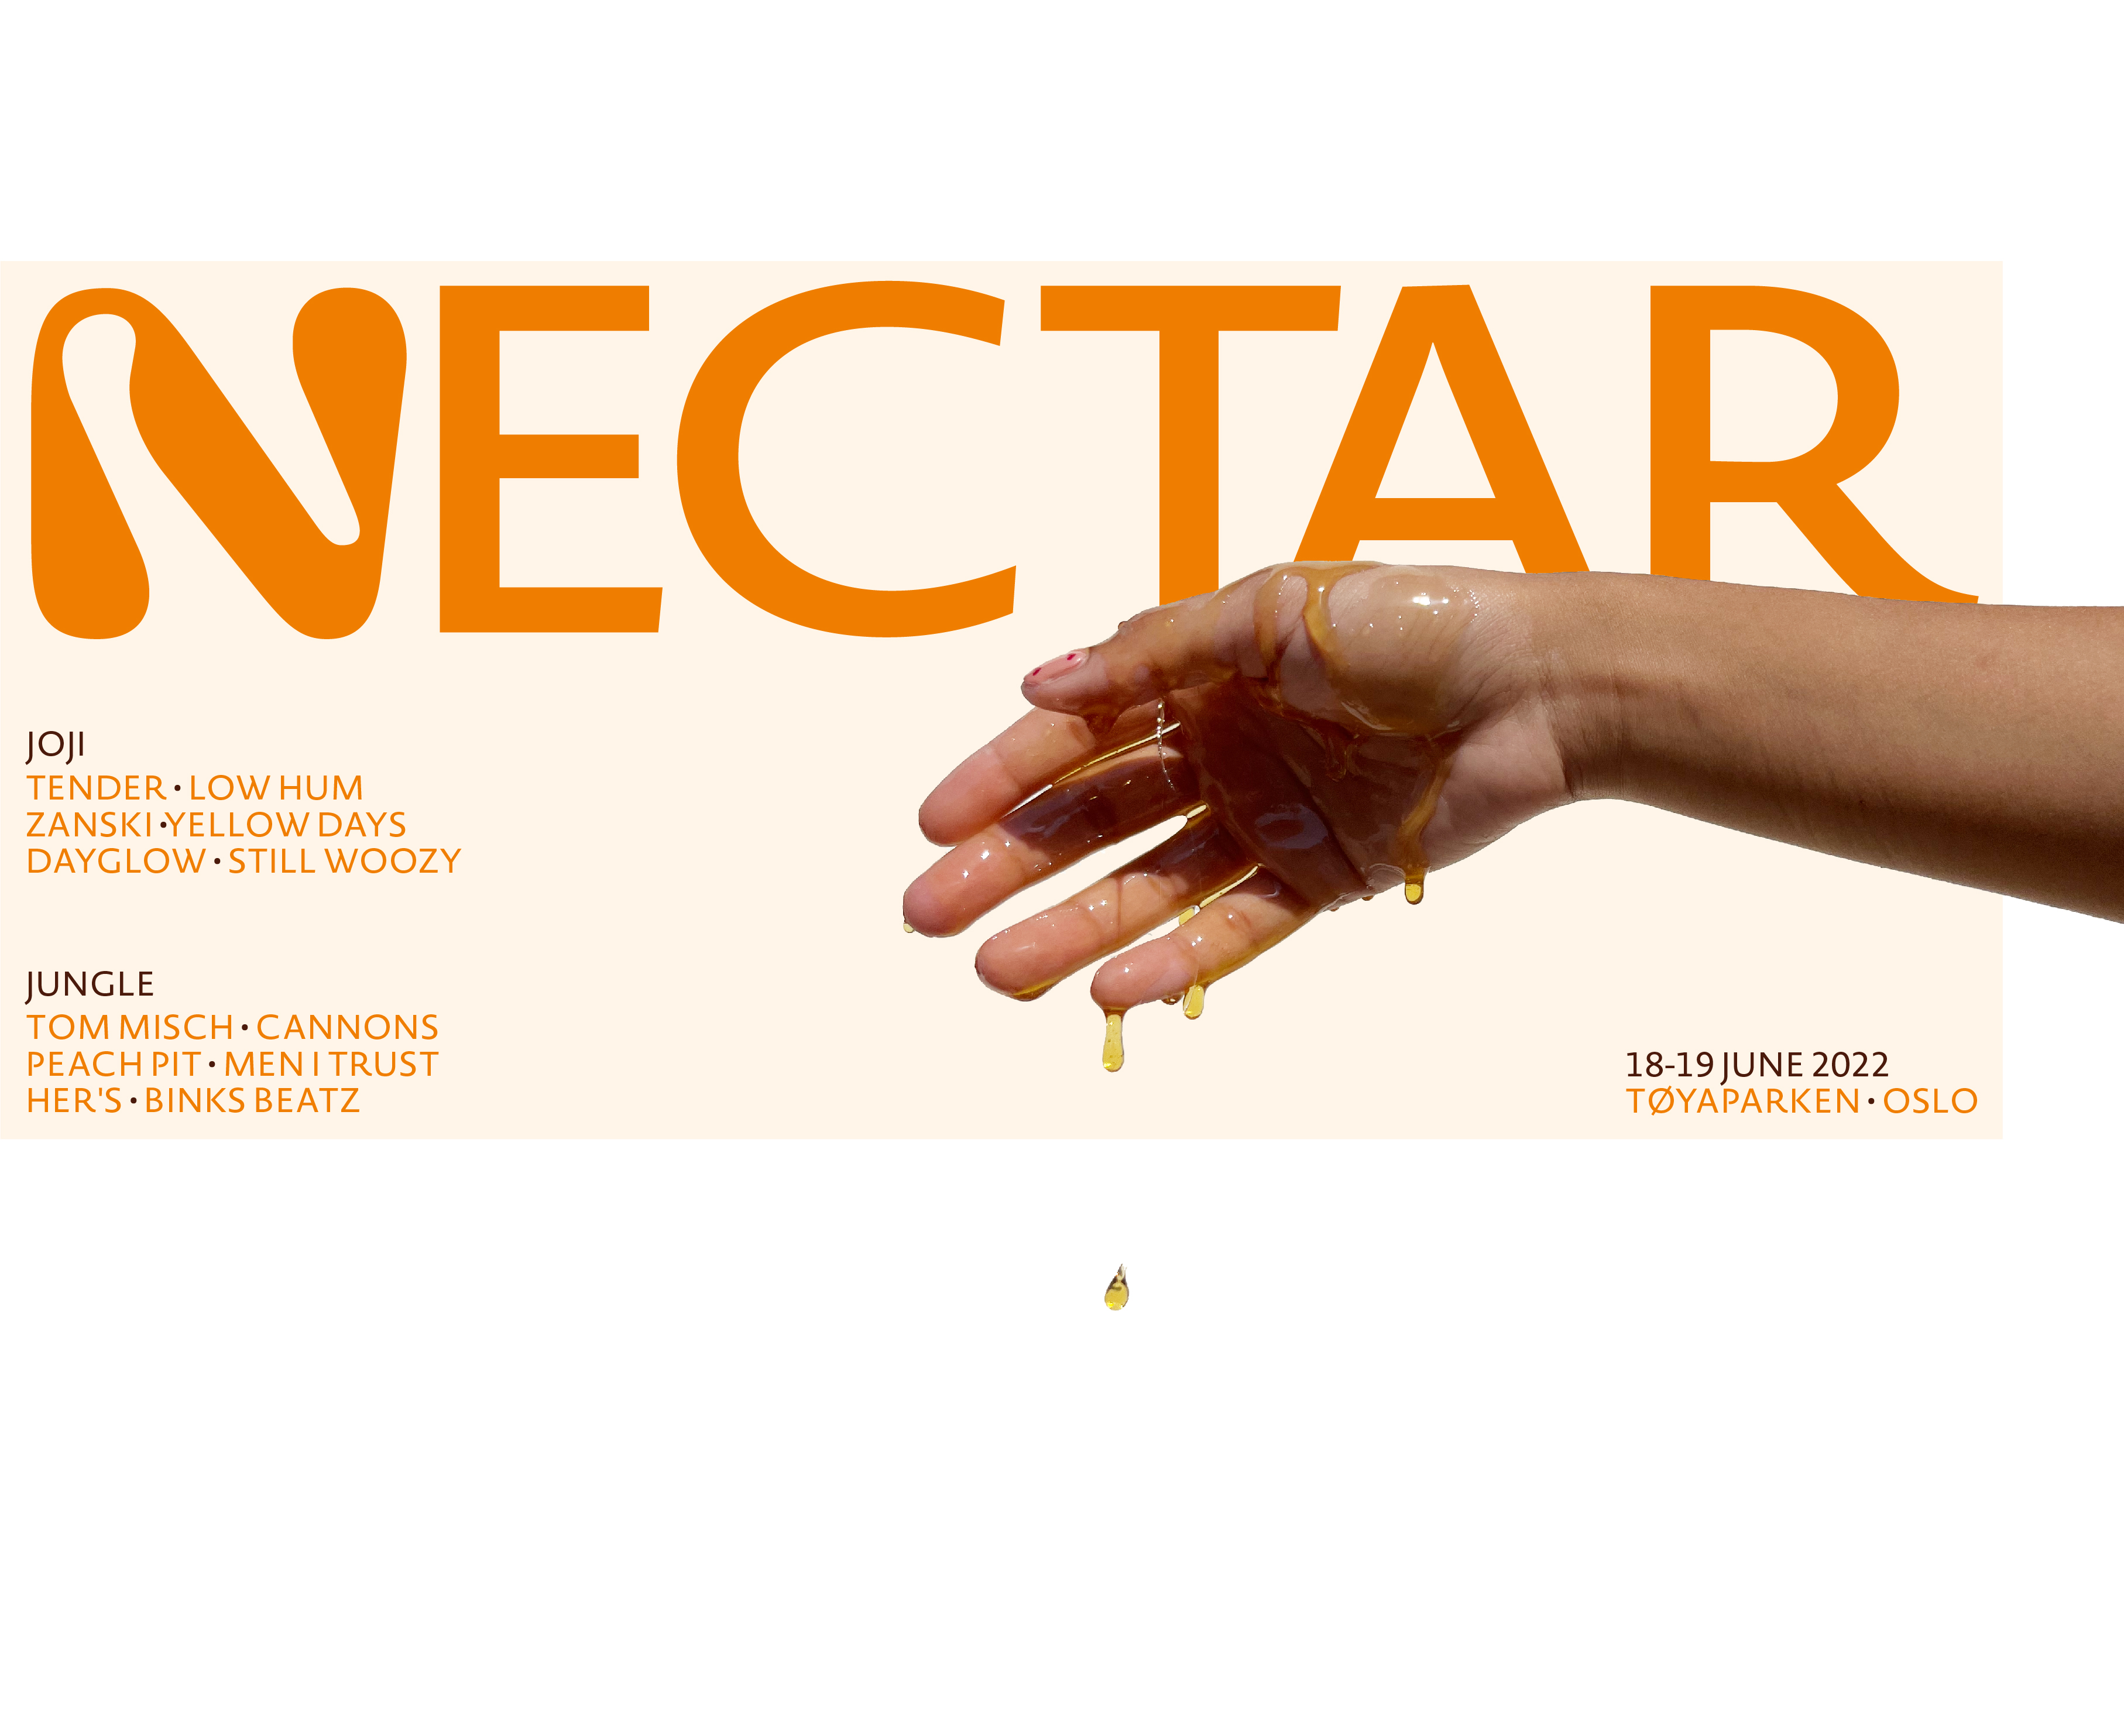 NECTAR
JOJI
TENDER • LOW HUM
ZANSKI • YELLOW DAYS
DAYGLOW • STILL WOOZY
JUNGLE
TOM MISCH • CANNONS
PEACH PIT • MEN I TRUST
HER'S • BINKS BEATZ
18-19 JUNE 2022
TØYAPARKEN • OSLO